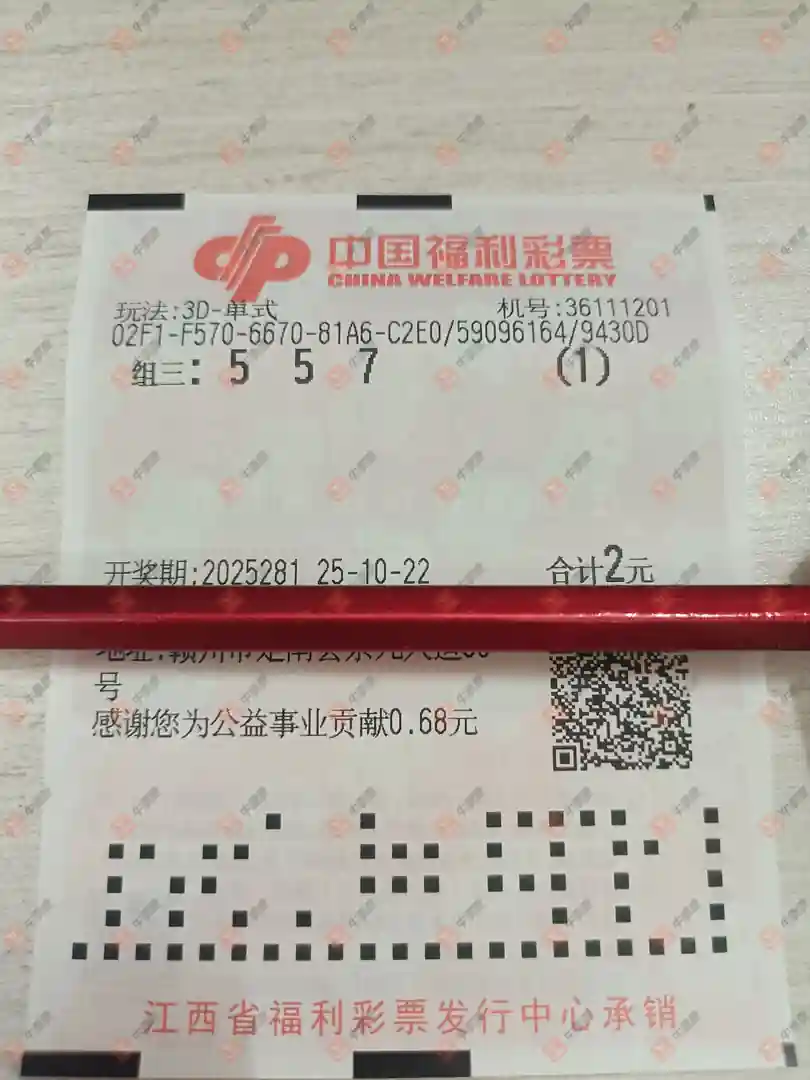 中国福利彩票
CHINA WELFARE LOTTERY
玩法:3D-单式 机号:36111201
02F1-F570-6670-81A6-C2E0/59096164/9430D
组三: 5 5 7 (1)
开奖期:2025281 25-10-22 合计2元
号
感谢您为公益事业贡献0.68元
江西省福利彩票发行中心承销